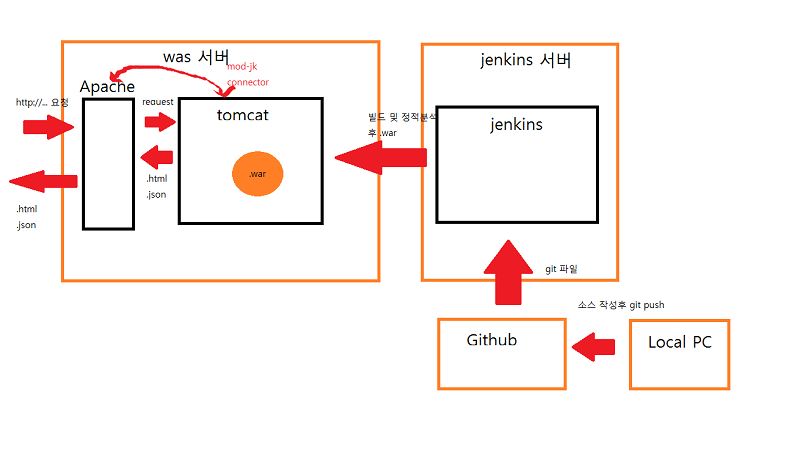 was 서버
mod-jk
connector
Apache
http://... 요청
request
tomcat
.war
.html
.json
.html
.json
jenkins 서버
빌드 및 정적분석
후 .war
jenkins
git 파일
소스 작성후 git push
Github
Local PC